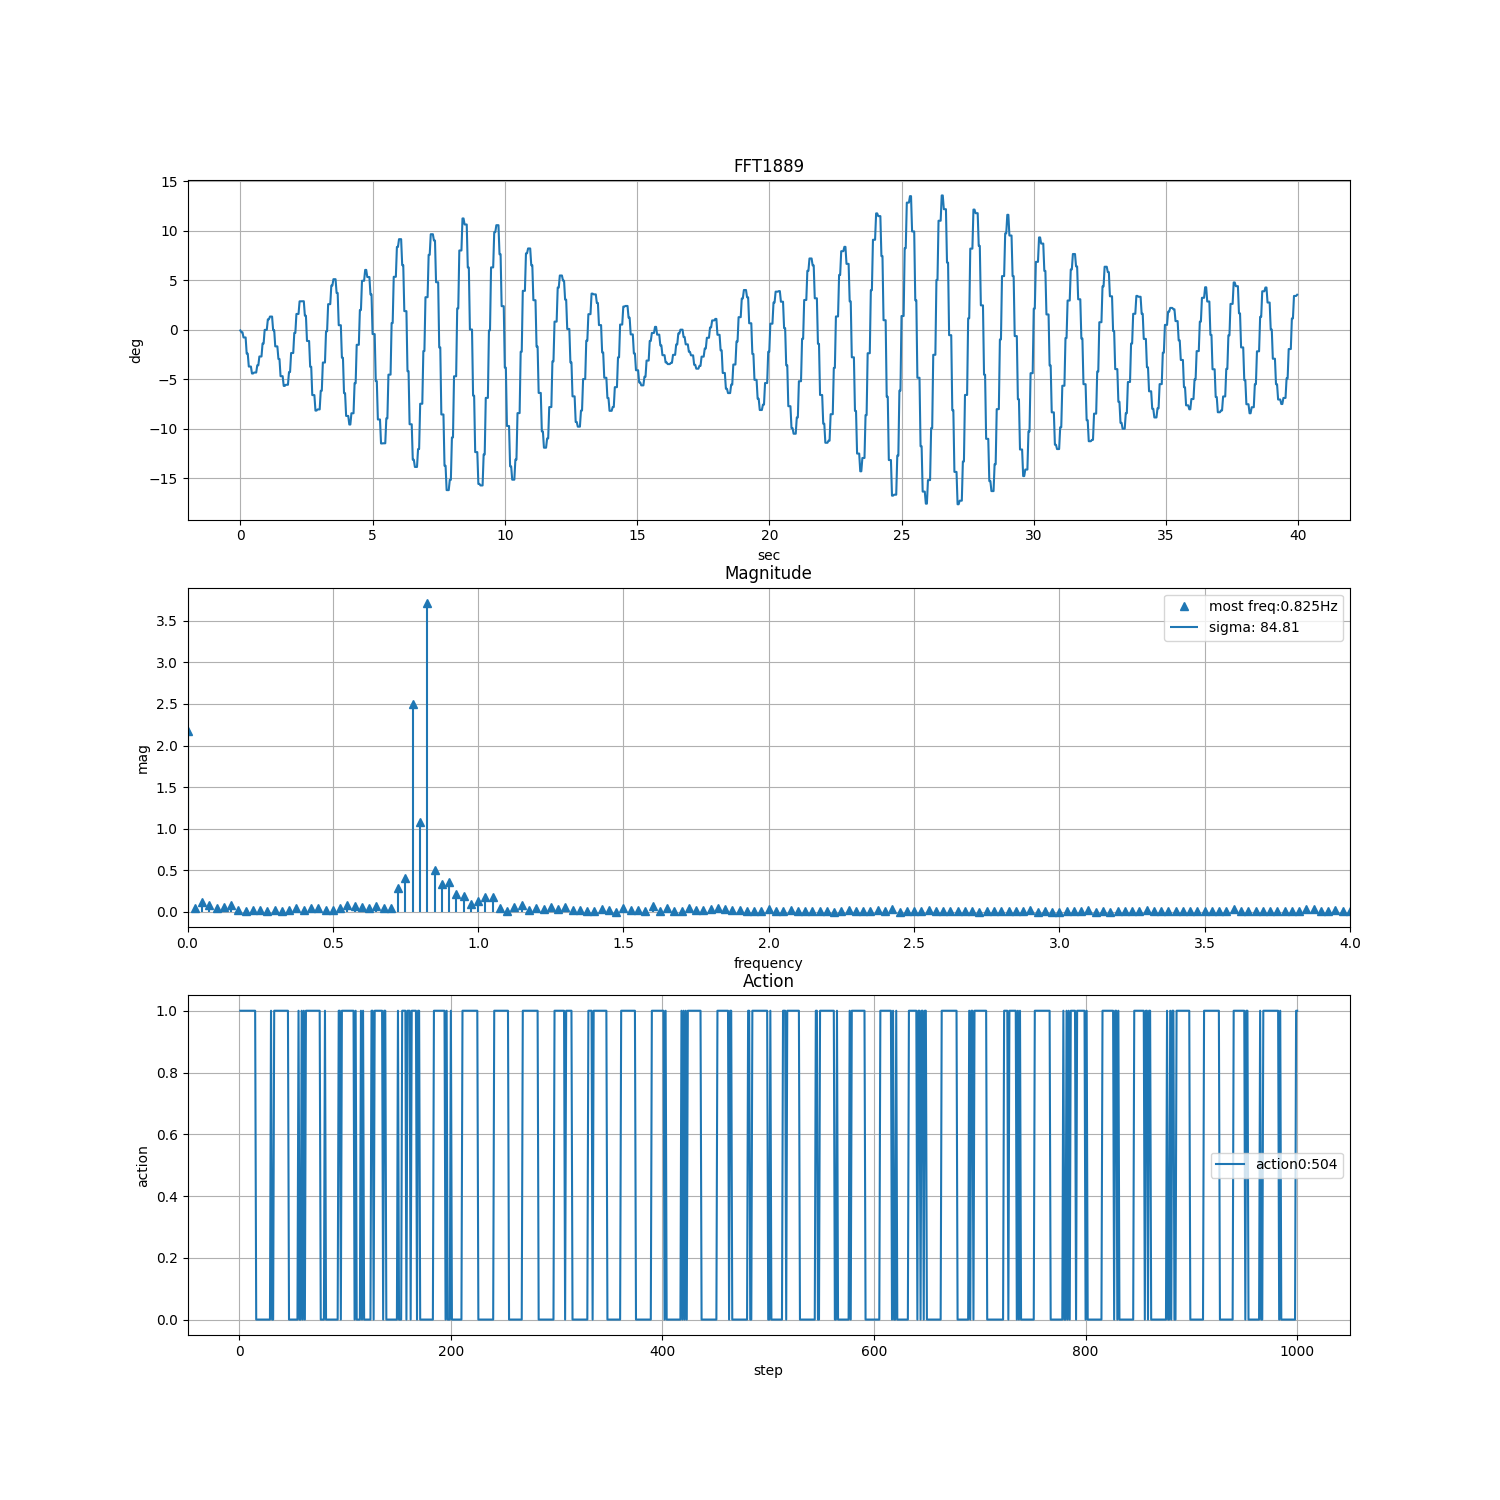 FFT1889
15
10
5
0
−5
−10
−15
deg
0 5 10 15 20 25 30 35 40
sec
Magnitude
most freq:0.825Hz
sigma: 84.81
3.5
3.0
2.5
2.0
1.5
1.0
0.5
0.0
mag
0.0 0.5 1.0 1.5 2.0 2.5 3.0 3.5 4.0
frequency
Action
1.0
0.8
0.6
0.4
0.2
0.0
action
action0:504
0 200 400 600 800 1000
step